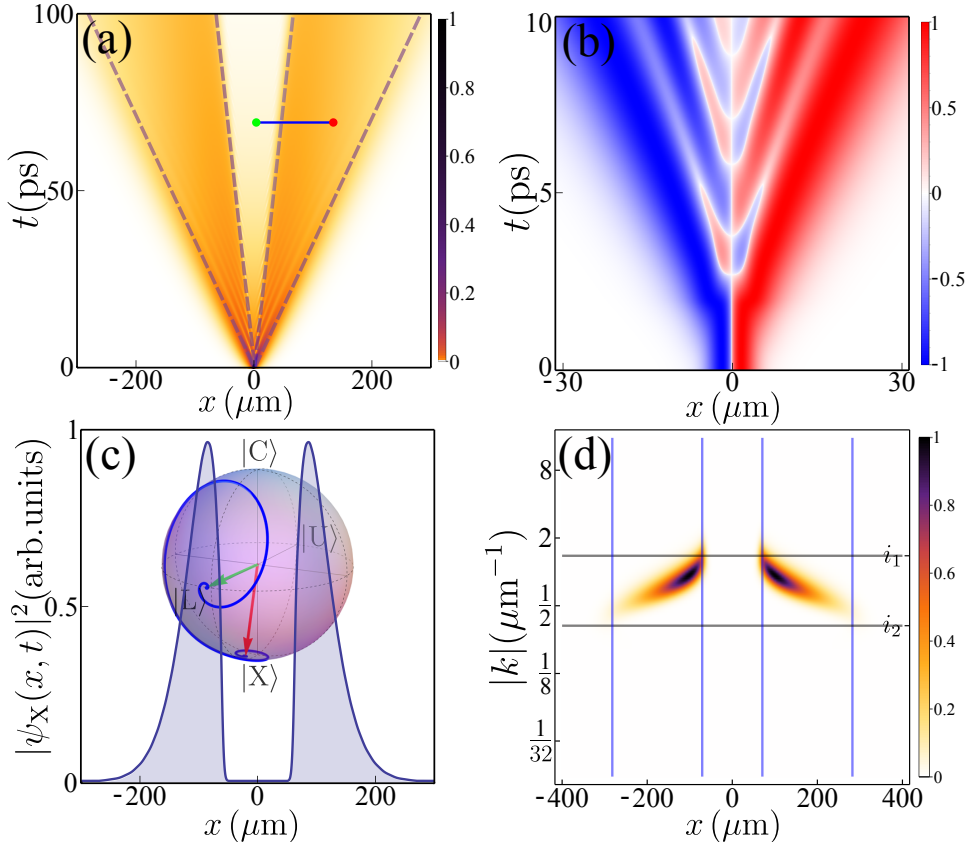 (a)
100
50
0
t(ps)
-200
0
200
x (μm)
1
0.8
0.6
0.4
0.2
0
(b)
10
5
0
t(ps)
-30
0
30
x (μm)
1
0.5
0
-0.5
-1
(c)
1
0.5
0
|ψ_X(x, t)|²(arb.units)
|C⟩
|U⟩
|L⟩
|X⟩
-200
0
200
x (μm)
(d)
8
2
1/2
1/8
1/32
|k|(μm⁻¹)
i₁
i₂
-400
-200
0
200
400
x (μm)
1
0.8
0.6
0.4
0.2
0